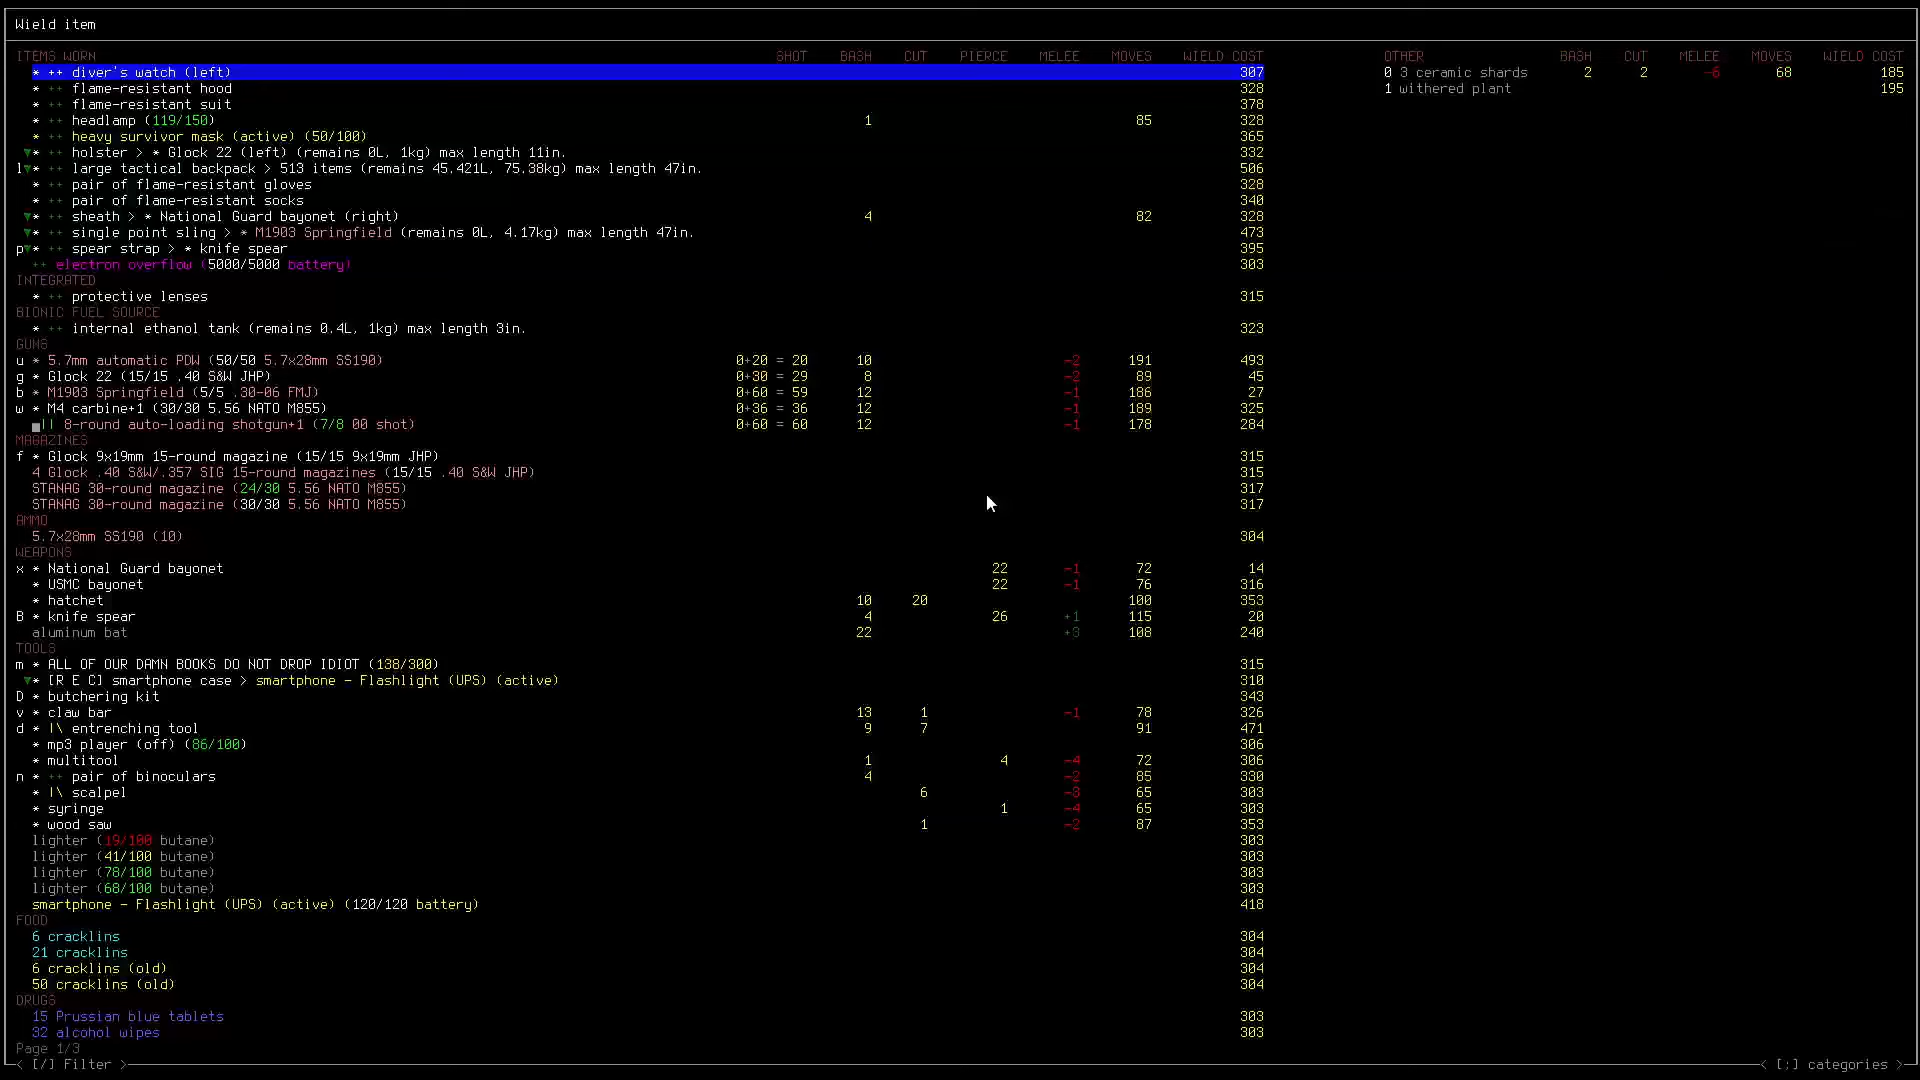 Wield item
ITEMS WORN SHOT BASH CUT PIERCE MELEE MOVES WIELD COST
* ++ diver's watch (left) 307
* ++ flame-resistant hood 328
* ++ flame-resistant suit 378
* ++ headlamp (119/150) 1 85 328
* ++ heavy survivor mask (active) (50/100) 365
▼* ++ holster > * Glock 22 (left) (remains 0L, 1kg) max length 11in. 332
l▼* ++ large tactical backpack > 513 items (remains 45.421L, 75.38kg) max length 47in. 506
* ++ pair of flame-resistant gloves 328
* ++ pair of flame-resistant socks 340
▼* ++ sheath > * National Guard bayonet (right) 4 82 328
▼* ++ single point sling > * M1903 Springfield (remains 0L, 4.17kg) max length 47in. 473
p▼* ++ spear strap > * knife spear 395
++ electron overflow (5000/5000 battery) 303
INTEGRATED
* ++ protective lenses 315
BIONIC FUEL SOURCE
* ++ internal ethanol tank (remains 0.4L, 1kg) max length 3in. 323
GUNS
u * 5.7mm automatic PDW (50/50 5.7x28mm SS190) 0+20 = 20 10 -2 191 493
g * Glock 22 (15/15 .40 S&W JHP) 0+30 = 29 8 -2 89 45
b * M1903 Springfield (5/5 .30-06 FMJ) 0+60 = 59 12 -1 186 27
w * M4 carbine+1 (30/30 5.56 NATO M855) 0+36 = 36 12 -1 189 325
|| 8-round auto-loading shotgun+1 (7/8 00 shot) 0+60 = 60 12 -1 178 284
MAGAZINES
f * Glock 9x19mm 15-round magazine (15/15 9x19mm JHP) 315
4 Glock .40 S&W/.357 SIG 15-round magazines (15/15 .40 S&W JHP) 315
STANAG 30-round magazine (24/30 5.56 NATO M855) 317
STANAG 30-round magazine (30/30 5.56 NATO M855) 317
AMMO
5.7x28mm SS190 (10) 304
WEAPONS
x * National Guard bayonet 22 -1 72 14
* USMC bayonet 22 -1 76 316
* hatchet 10 20 100 353
B * knife spear 4 26 +1 115 20
aluminum bat 22 +3 108 240
TOOLS
m * ALL OF OUR DAMN BOOKS DO NOT DROP IDIOT (138/300) 315
▼* [R E C] smartphone case > smartphone - Flashlight (UPS) (active) 310
D * butchering kit 343
v * claw bar 13 1 -1 78 326
d * |\ entrenching tool 9 7 91 471
* mp3 player (off) (86/100) 306
* multitool 1 4 -4 72 306
n * ++ pair of binoculars 4 -2 85 330
* |\ scalpel 6 -3 65 303
* syringe 1 -4 65 303
* wood saw 1 -2 87 353
lighter (19/100 butane) 303
lighter (41/100 butane) 303
lighter (78/100 butane) 303
lighter (68/100 butane) 303
smartphone - Flashlight (UPS) (active) (120/120 battery) 418
FOOD
6 cracklins 304
21 cracklins 304
6 cracklins (old) 304
50 cracklins (old) 304
DRUGS
15 Prussian blue tablets 303
32 alcohol wipes 303
Page 1/3
< [/] Filter >
OTHER BASH CUT MELEE MOVES WIELD COST
0 3 ceramic shards 2 2 -6 68 185
1 withered plant 195
< [;] categories >